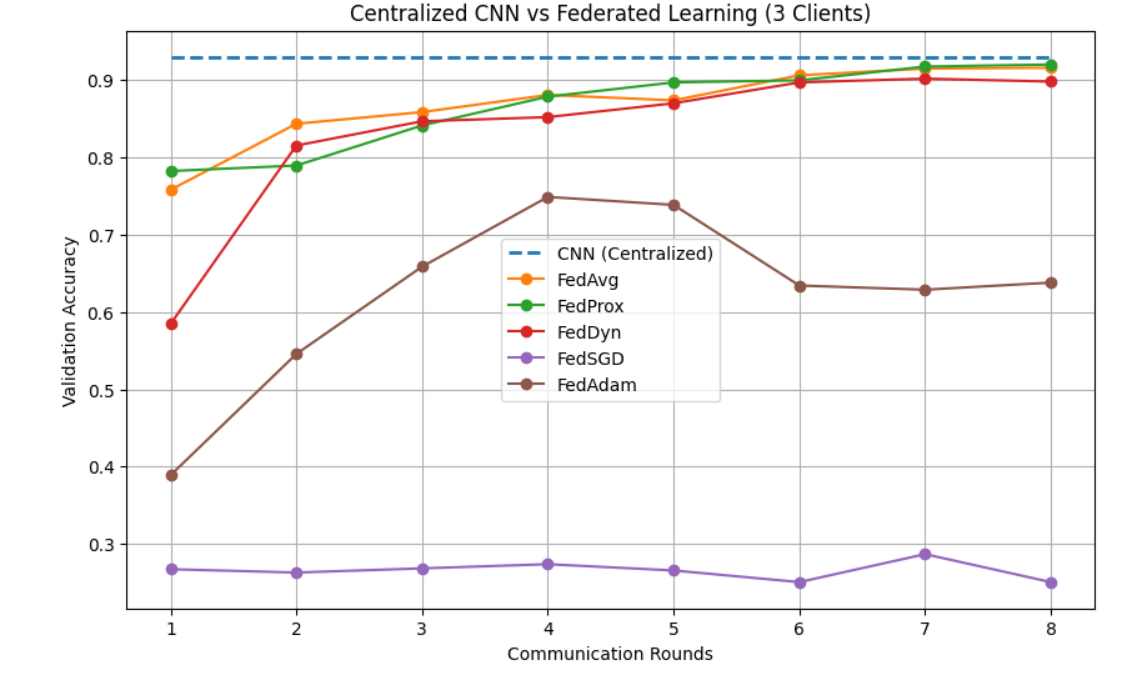 Centralized CNN vs Federated Learning (3 Clients)
Validation Accuracy
0.9
0.8
0.7
0.6
0.5
0.4
0.3
CNN (Centralized)
FedAvg
FedProx
FedDyn
FedSGD
FedAdam
1 2 3 4 5 6 7 8
Communication Rounds